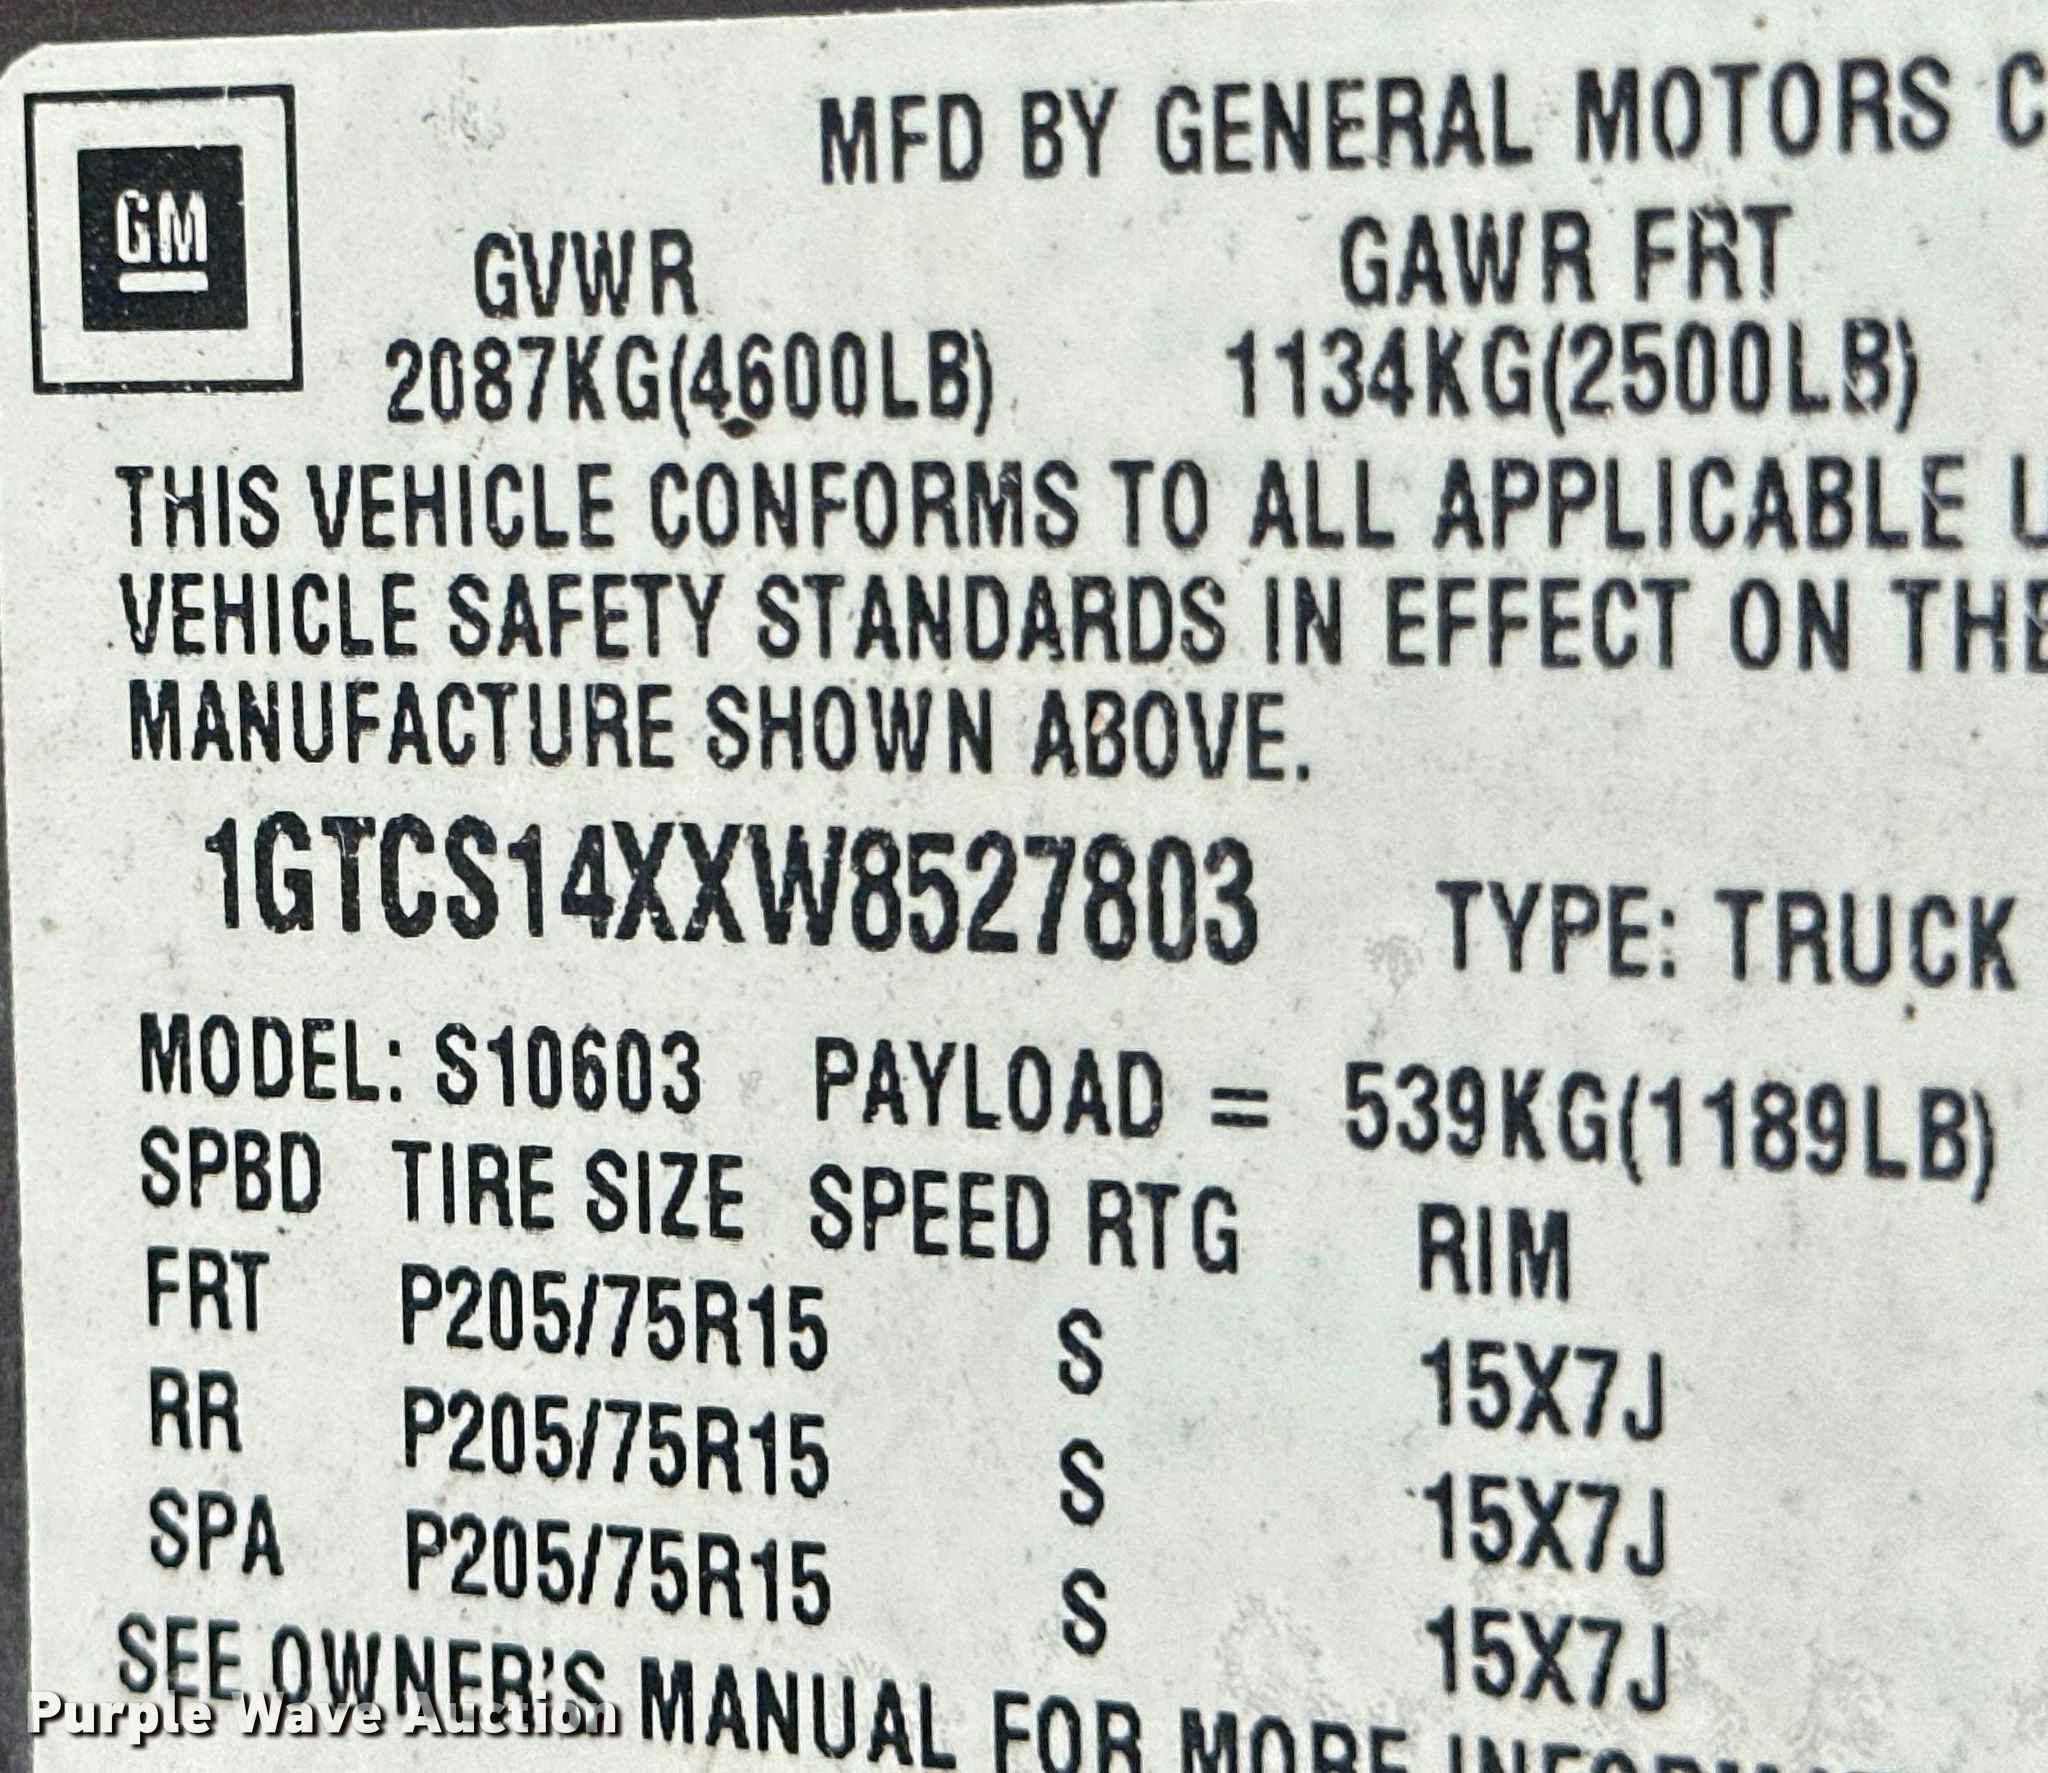 MFD BY GENERAL MOTORS C
GM
GVWR GAWR FRT
2087KG(4600LB) 1134KG(2500LB)
THIS VEHICLE CONFORMS TO ALL APPLICABLE U
VEHICLE SAFETY STANDARDS IN EFFECT ON THE
MANUFACTURE SHOWN ABOVE.
1GTCS14XXW8527803 TYPE: TRUCK
MODEL: S10603 PAYLOAD = 539KG(1189LB)
SPBD TIRE SIZE SPEED RTG RIM
FRT P205/75R15 S 15X7J
RR P205/75R15 S 15X7J
SPA P205/75R15 S 15X7J
SEE OWNER'S MANUAL FOR MORE
Purple Wave Auction